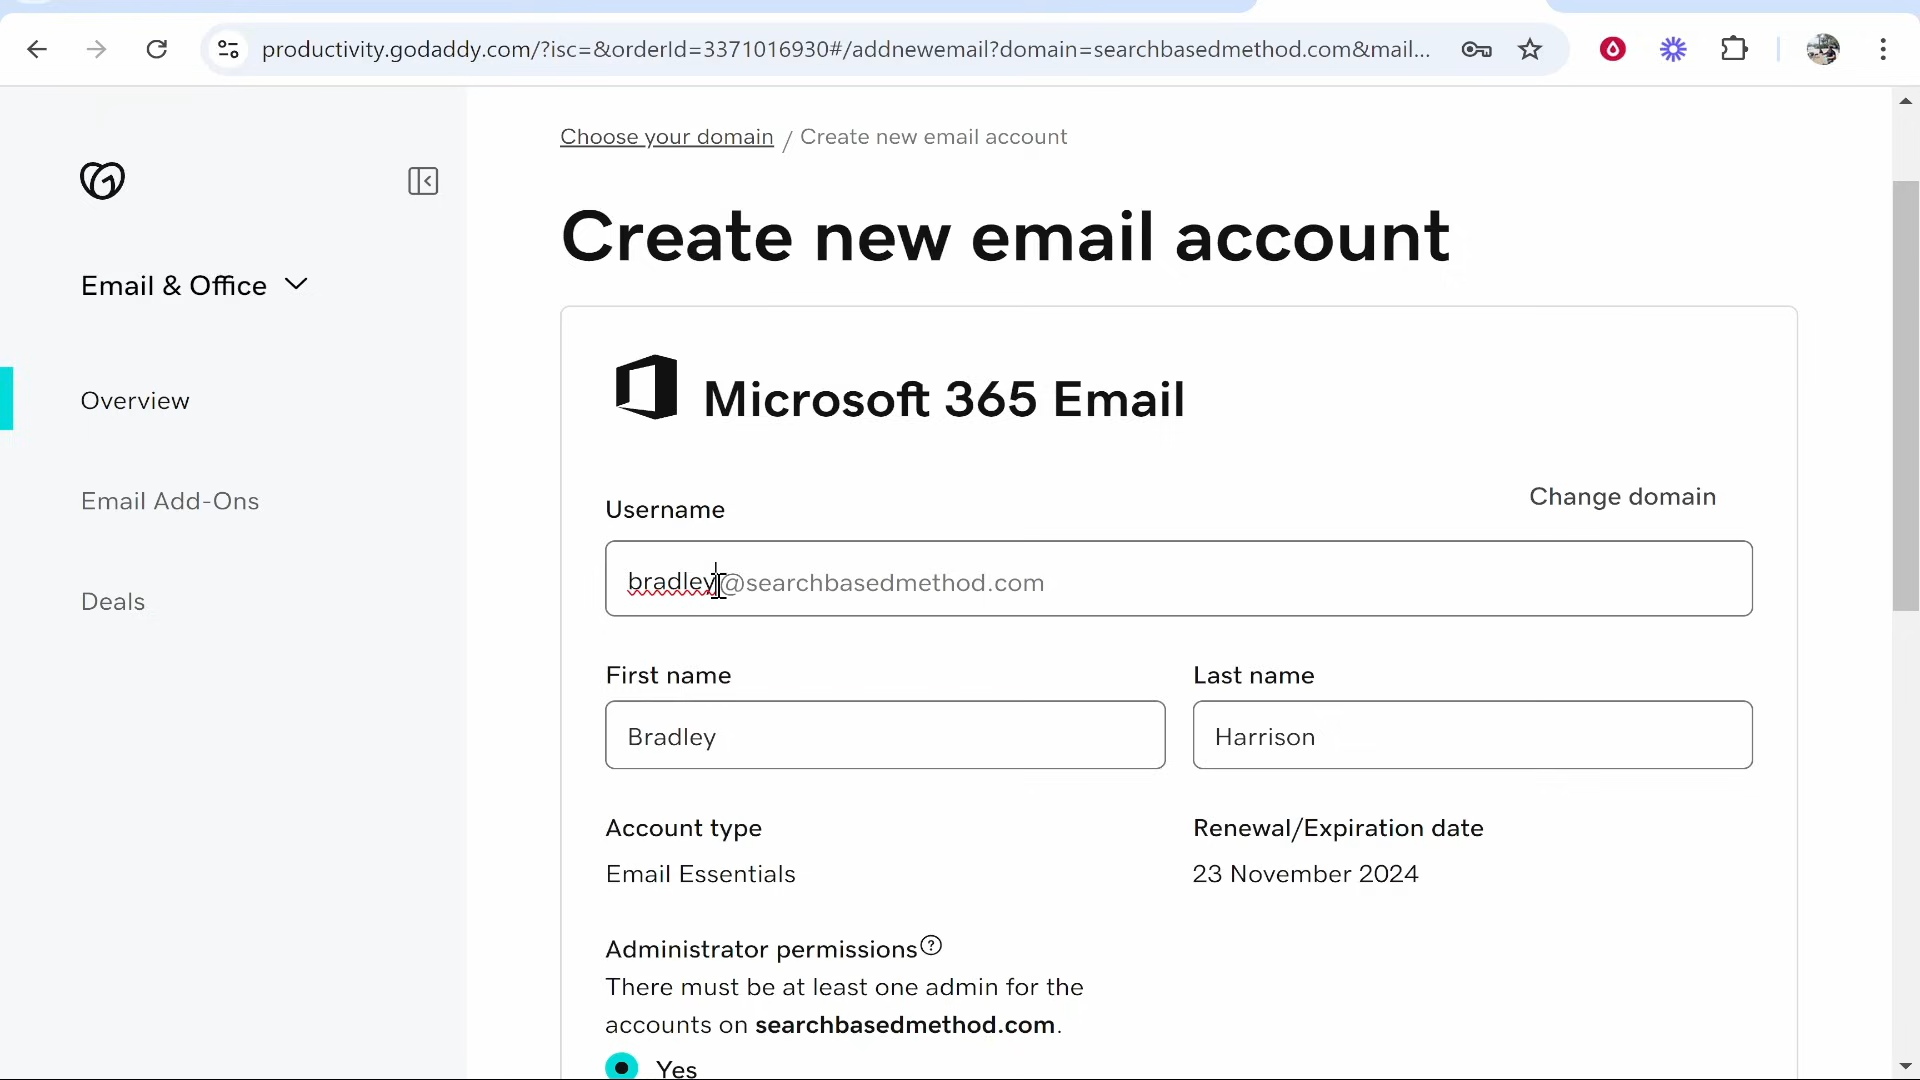 productivity.godaddy.com/?isc=&orderId=3371016930#/addnewemail?domain=searchbasedmethod.com&mail...
Choose your domain / Create new email account
Create new email account
Email & Office
Overview
Email Add-Ons
Deals
Microsoft 365 Email
Username
Change domain
bradley@searchbasedmethod.com
First name
Last name
Bradley
Harrison
Account type
Renewal/Expiration date
Email Essentials
23 November 2024
Administrator permissions
There must be at least one admin for the
accounts on searchbasedmethod.com.
Yes